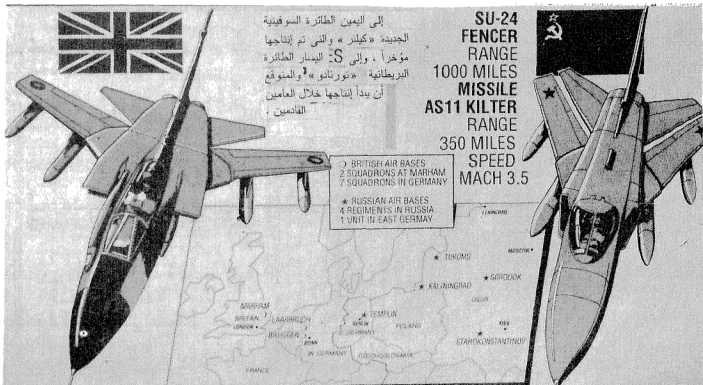 إلى اليمين الطائرة السوفيتية
الجديدة « كيلتر » والتى تم إنتاجها
مؤخراً ، وإلى S: اليسار الطائرة
البريطانية « تورنادو » والمتوقع
أن يبدأ إنتاجها خلال العامين
القادمين .
SU-24
FENCER
RANGE
1000 MILES
MISSILE
AS11 KILTER
RANGE
350 MILES
SPEED
MACH 3.5
BRITISH AIR BASES
2 SQUADRONS AT MARHAM
7 SQUADRONS IN GERMANY
★ RUSSIAN AIR BASES
4 REGIMENTS IN RUSSIA
1 UNIT IN EAST GERMAY
LENINGRAD
MOSCOW
★ TUKUMS
★ GORODOK
★ KALININGRAD
USSR
MARHAM
BRITAIN
LAARBRUCH
LONDON
BRUGGEN
BONN
★ TEMPLIN
BERLIN
E. GERMANY
POLAND
KIEV
STAROKONSTANTINOV
W. GERMANY
CZECHOSLOVAKIA
FRANCE